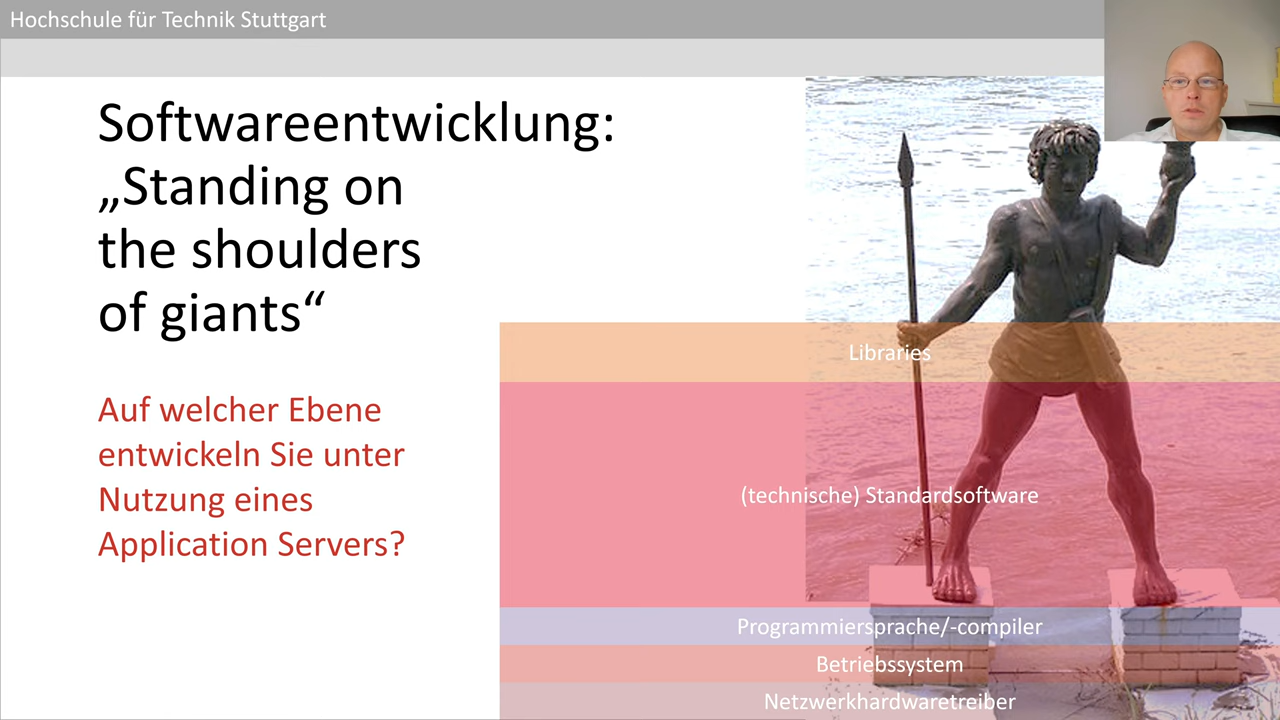 Hochschule für Technik Stuttgart
Softwareentwicklung:
„Standing on
the shoulders
of giants“
Auf welcher Ebene
entwickeln Sie unter
Nutzung eines
Application Servers?
Libraries
(technische) Standardsoftware
Programmiersprache/-compiler
Betriebssystem
Netzwerkhardwaretreiber